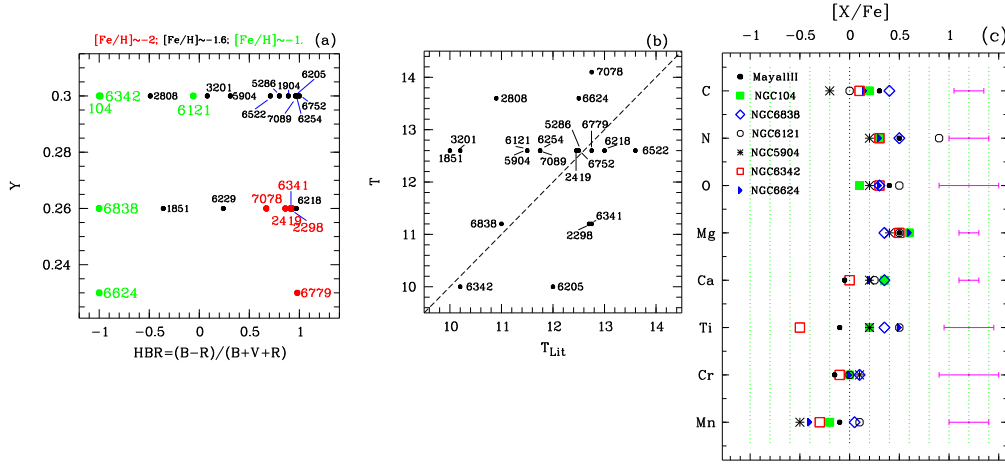 [Fe/H]~-2; [Fe/H]~-1.6; [Fe/H]~-1. (a)
0.3
0.28
0.26
0.24
Y
6342
104
2808
6121
3201
5904
5286
1904
6205
6522
7089
6752
6254
6838
1851
6229
7078
6341
6218
2419
2298
6624
6779
-1
-0.5
0
0.5
1
HBR=(B-R)/(B+V+R)
(b)
14
13
12
11
10
T
7078
2808
6624
5286
6779
3201
1851
6121
5904
6254
7089
6218
6752
6522
2419
6838
6341
2298
6342
6205
10
11
12
13
14
T_Lit
[X/Fe]
-0.5
0
0.5
1
(c)
MayallII
NGC104
NGC6838
NGC6121
NGC5904
NGC6342
NGC6624
C
N
O
Mg
Ca
Ti
Cr
Mn